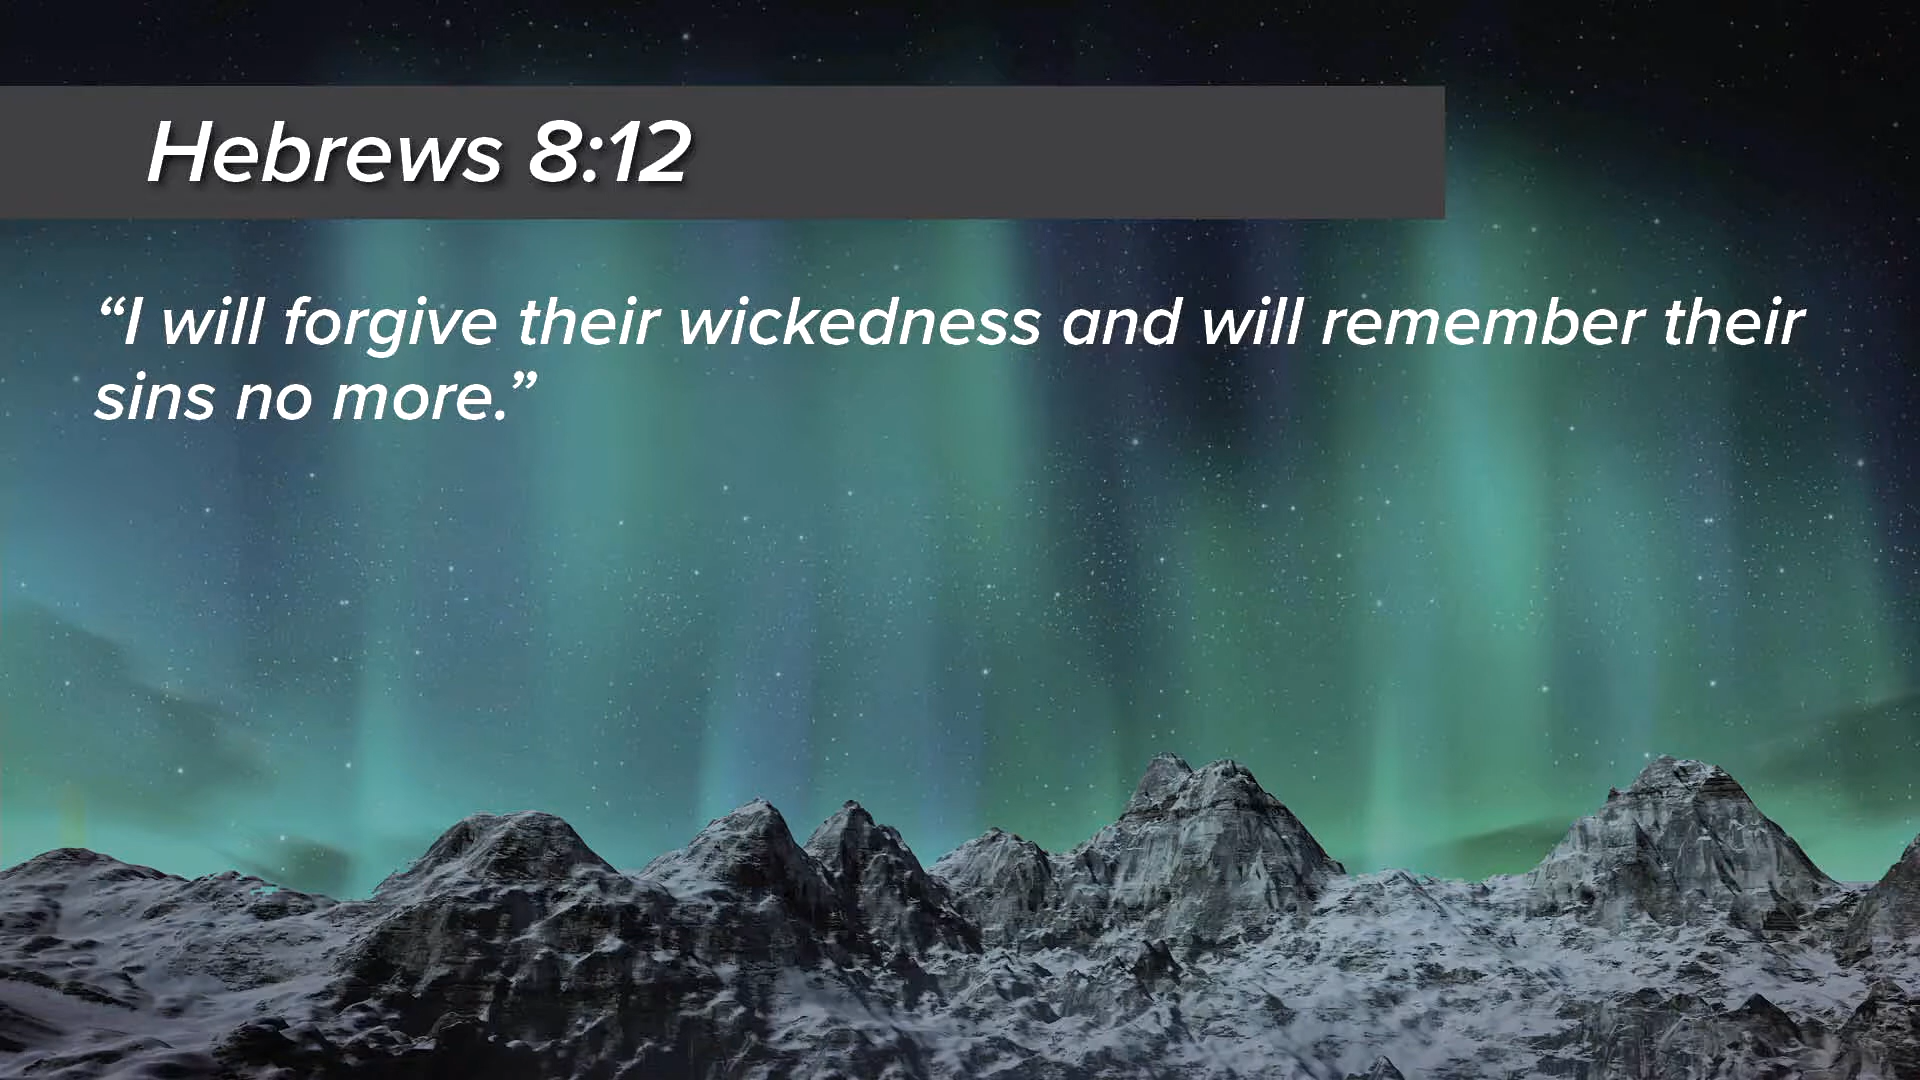 Hebrews 8:12
“I will forgive their wickedness and will remember their
sins no more.”